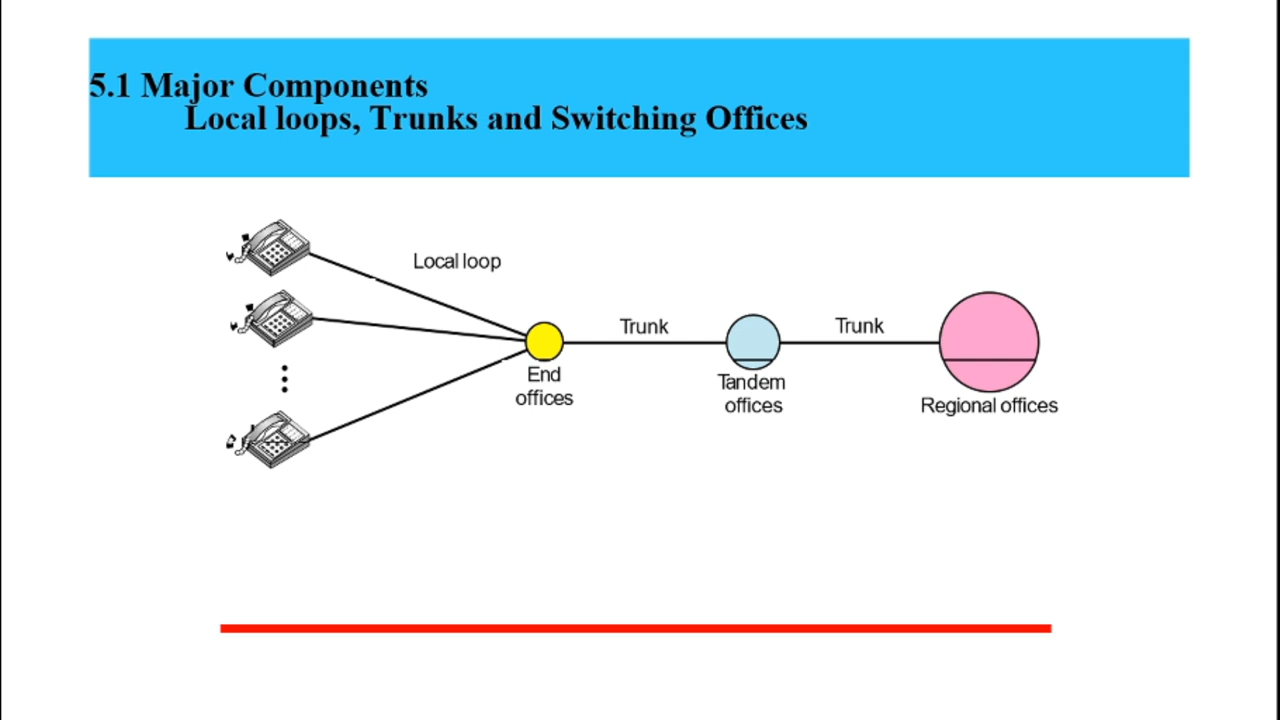 5.1 Major Components
Local loops, Trunks and Switching Offices
Local loop
Trunk
Trunk
End
offices
Tandem
offices
Regional offices